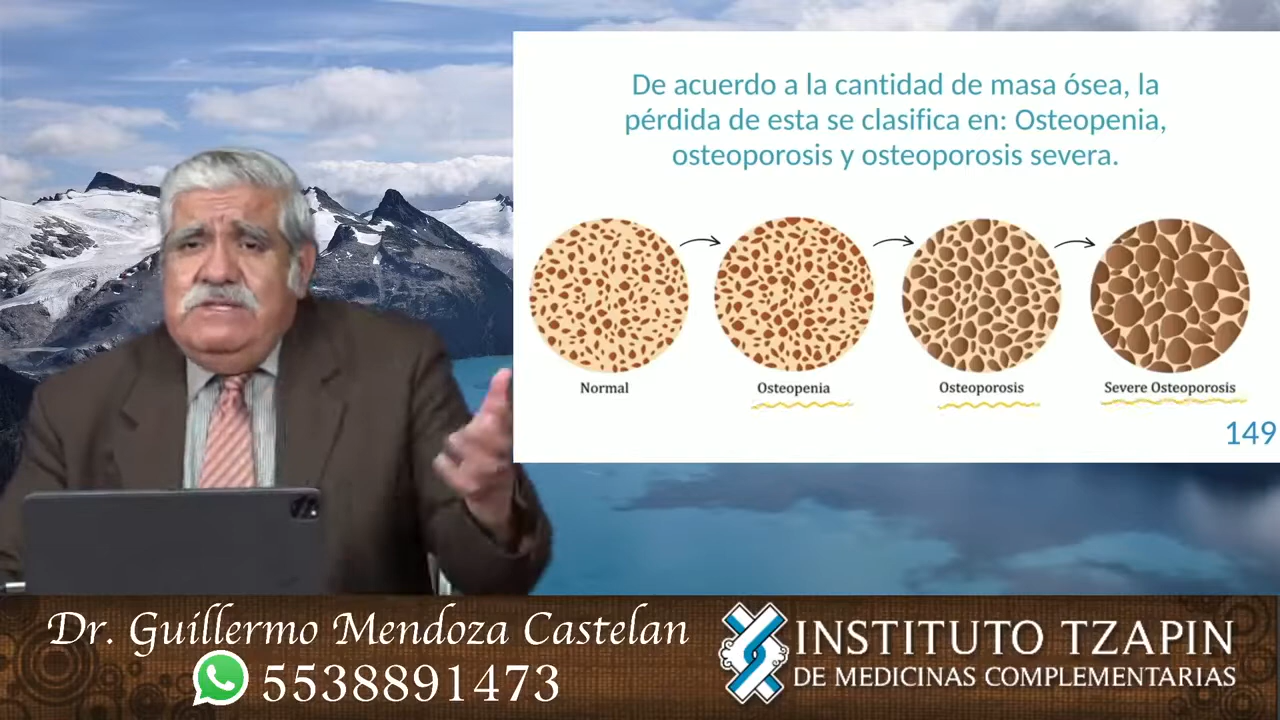 De acuerdo a la cantidad de masa ósea, la
pérdida de esta se clasifica en: Osteopenia,
osteoporosis y osteoporosis severa.
Normal
Osteopenia
Osteoporosis
Severe Osteoporosis
149
Dr. Guillermo Mendoza Castelan
5538891473
INSTITUTO TZAPIN
DE MEDICINAS COMPLEMENTARIAS